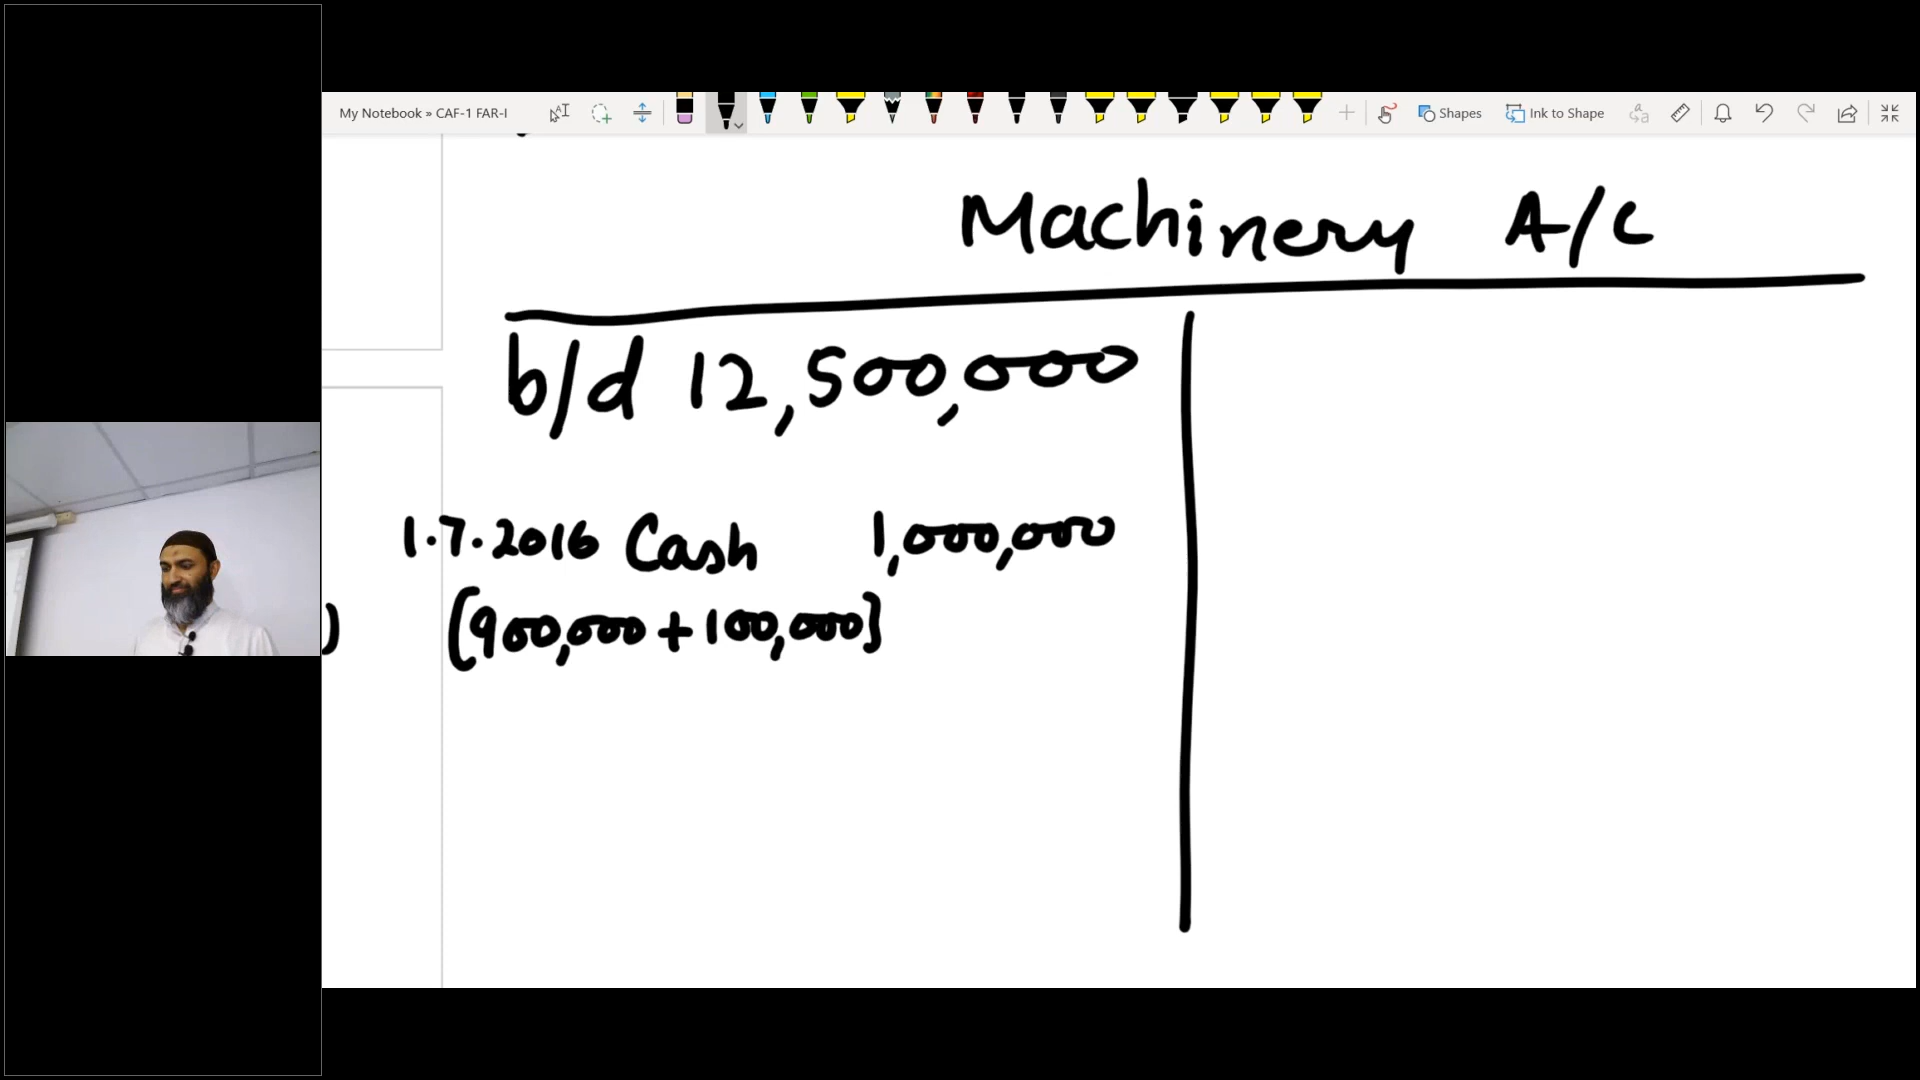 My Notebook » CAF-1 FAR-I
Shapes
Ink to Shape
Machinery A/C
b/d 12,500,000
1.7.2016 Cash 1,000,000
) [900,000 + 100,000]